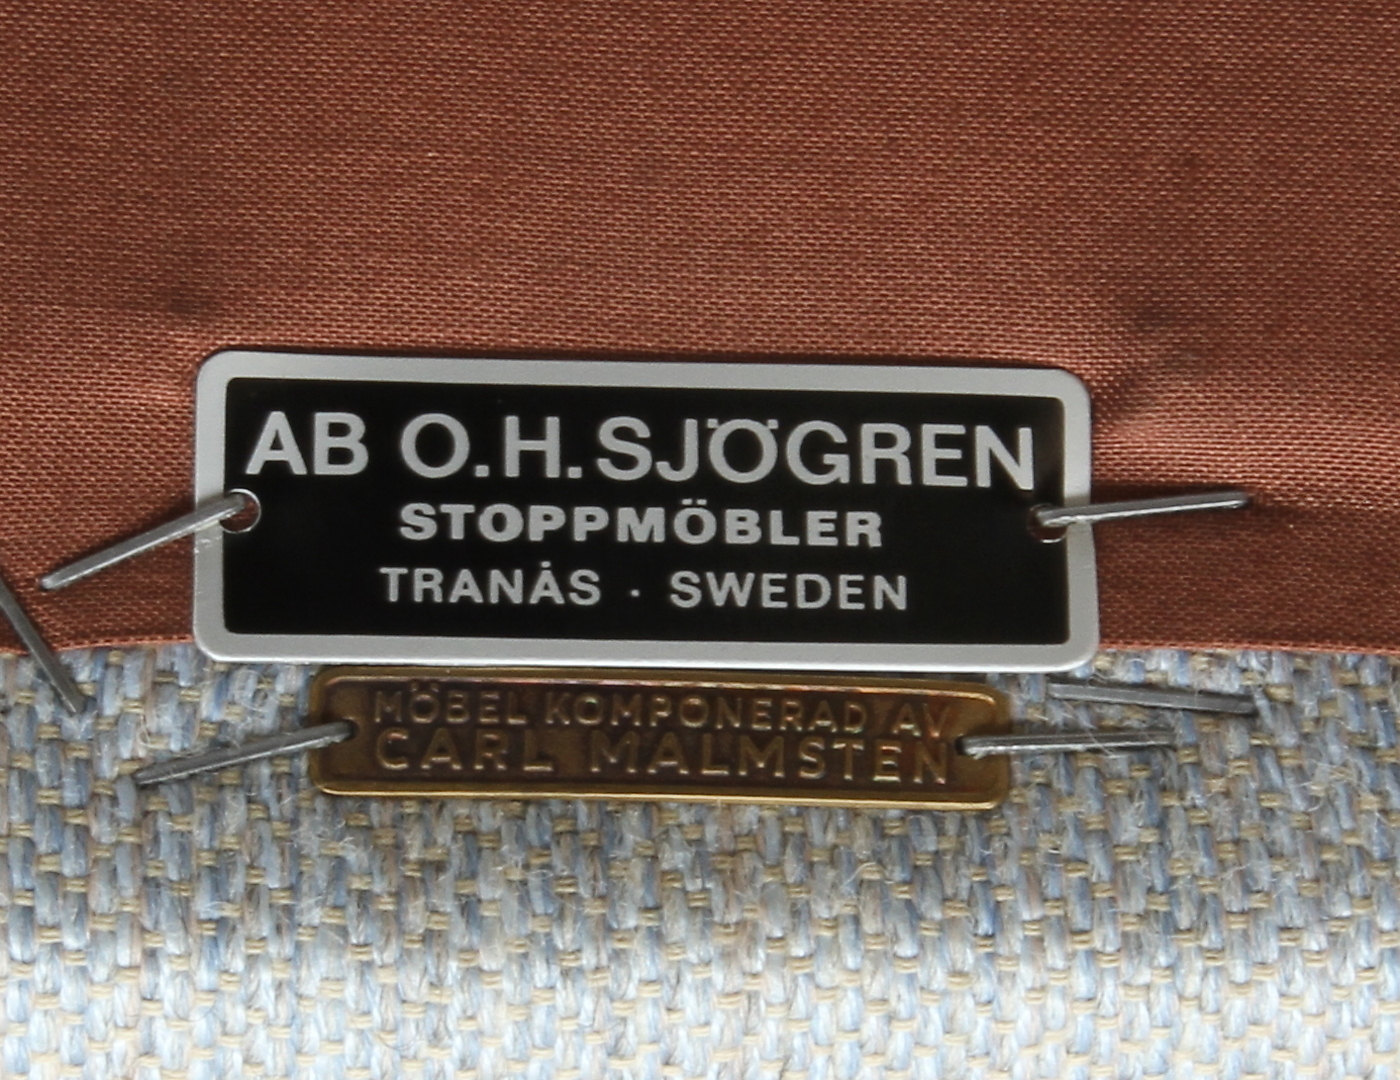 AB O.H. SJÖGREN
STOPPMÖBLER
TRANÅS · SWEDEN
MÖBEL KOMPONERAD AV
CARL MALMSTEN